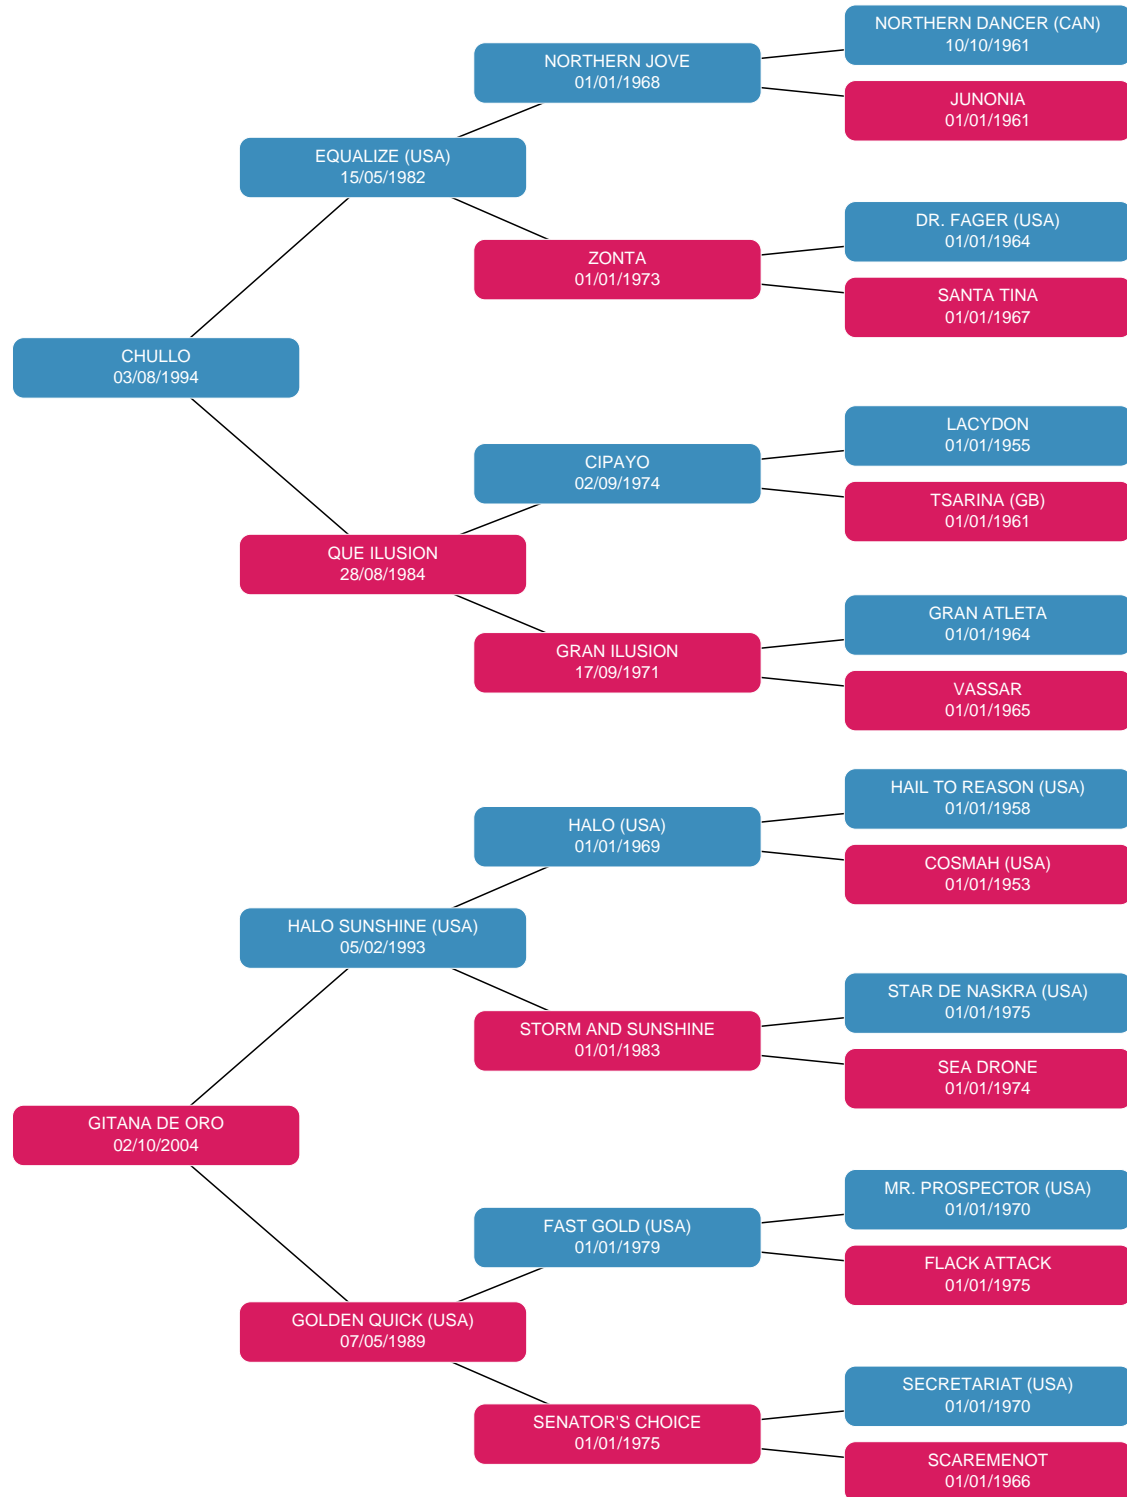 NORTHERN DANCER (CAN)
10/10/1961
NORTHERN JOVE
01/01/1968
JUNONIA
01/01/1961
EQUALIZE (USA)
15/05/1982
DR. FAGER (USA)
01/01/1964
ZONTA
01/01/1973
SANTA TINA
01/01/1967
CHULLO
03/08/1994
LACYDON
01/01/1955
CIPAYO
02/09/1974
TSARINA (GB)
01/01/1961
QUE ILUSION
28/08/1984
GRAN ATLETA
01/01/1964
GRAN ILUSION
17/09/1971
VASSAR
01/01/1965
HAIL TO REASON (USA)
01/01/1958
HALO (USA)
01/01/1969
COSMAH (USA)
01/01/1953
HALO SUNSHINE (USA)
05/02/1993
STAR DE NASKRA (USA)
01/01/1975
STORM AND SUNSHINE
01/01/1983
SEA DRONE
01/01/1974
GITANA DE ORO
02/10/2004
MR. PROSPECTOR (USA)
01/01/1970
FAST GOLD (USA)
01/01/1979
FLACK ATTACK
01/01/1975
GOLDEN QUICK (USA)
07/05/1989
SECRETARIAT (USA)
01/01/1970
SENATOR'S CHOICE
01/01/1975
SCAREMENOT
01/01/1966